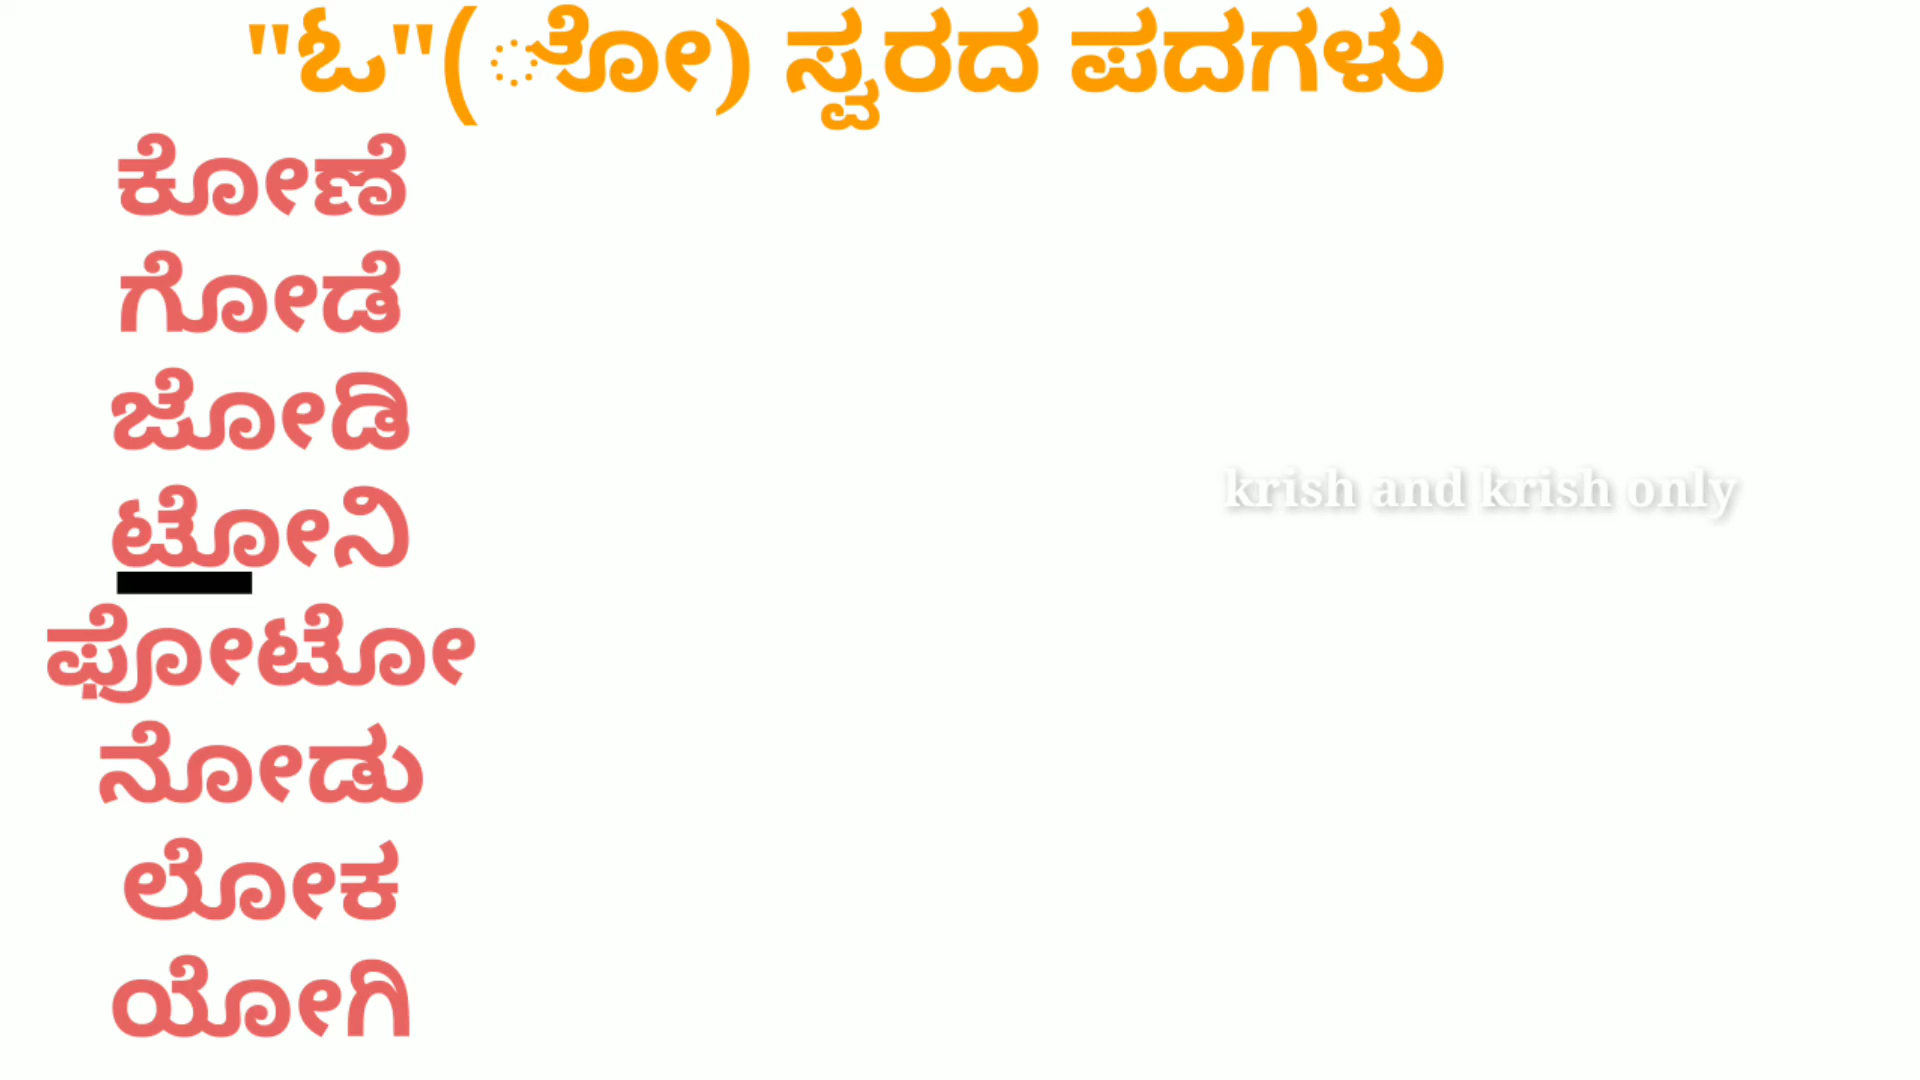 "ಓ"(ೋ) ಸ್ವರದ ಪದಗಳು
ಕೋಣೆ
ಗೋಡೆ
ಜೋಡಿ
krish and krish only
ಟೋನಿ
ಫೋಟೋ
ನೋಡು
ಲೋಕ
ಯೋಗಿ